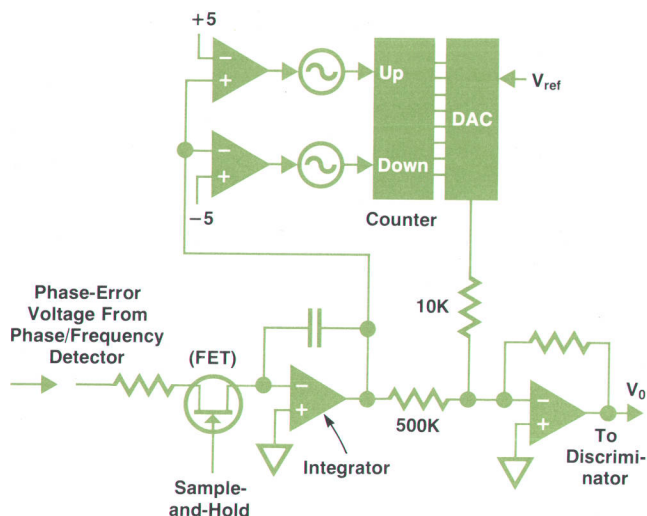 +5
−
+
Up
V_ref
DAC
−
+
Down
−5
Counter
Phase-Error
Voltage From
Phase/Frequency
Detector
(FET)
10K
−
+
500K
−
+
V_0
To
Discrimi-
nator
Integrator
Sample-
and-Hold